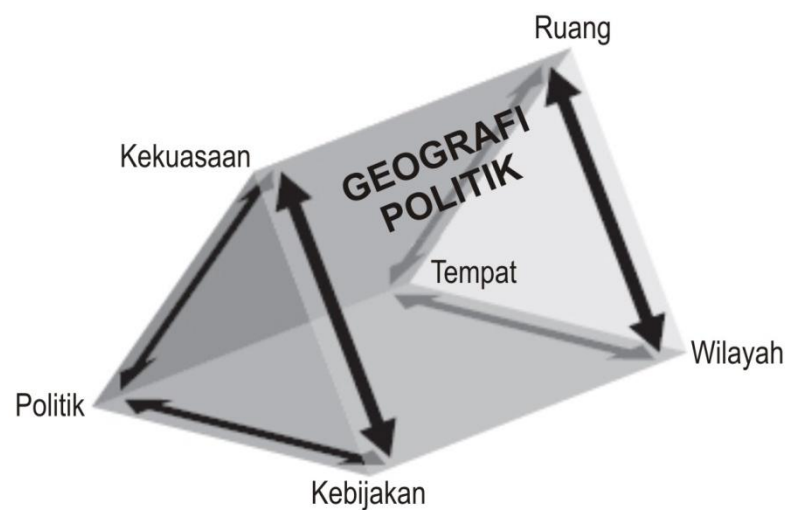 Ruang
Kekuasaan
GEOGRAFI
POLITIK
Tempat
Wilayah
Politik
Kebijakan